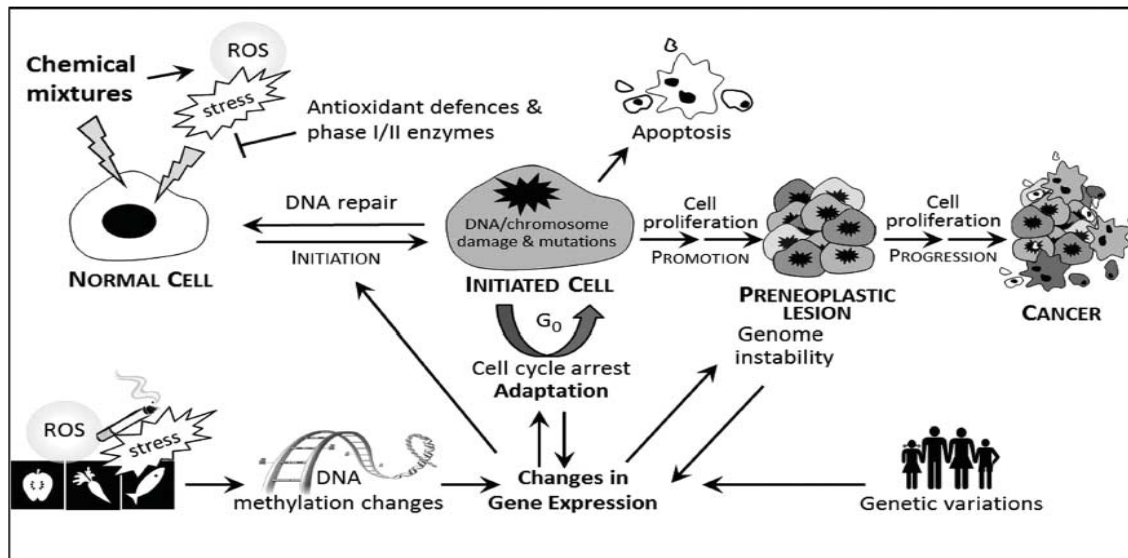 Chemical
mixtures
ROS
stress
Antioxidant defences &
phase I/II enzymes
Apoptosis
DNA repair
INITIATION
NORMAL CELL
DNA/chromosome
damage & mutations
INITIATED CELL
Cell
proliferation
PROMOTION
PRENEOPLASTIC
LESION
Genome
instability
Cell
proliferation
PROGRESSION
CANCER
G₀
Cell cycle arrest
Adaptation
ROS
stress
DNA
methylation changes
Changes in
Gene Expression
Genetic variations